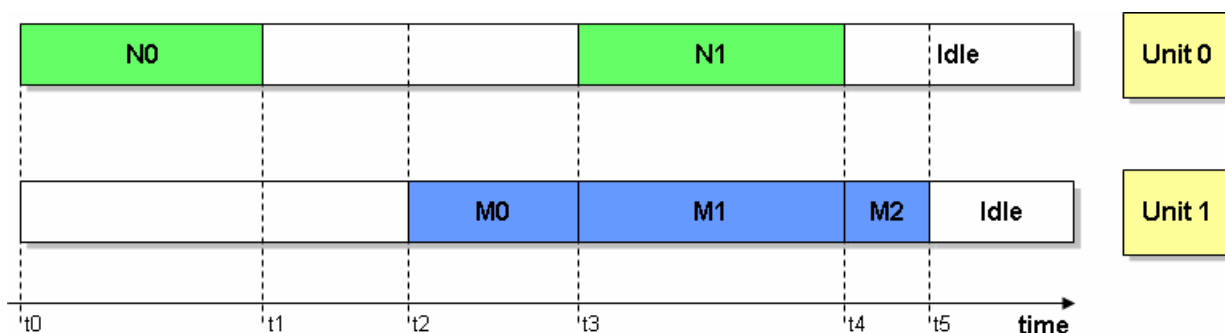 N0 N1 Idle Unit 0
M0 M1 M2 Idle Unit 1
t0 t1 t2 t3 t4 t5 time